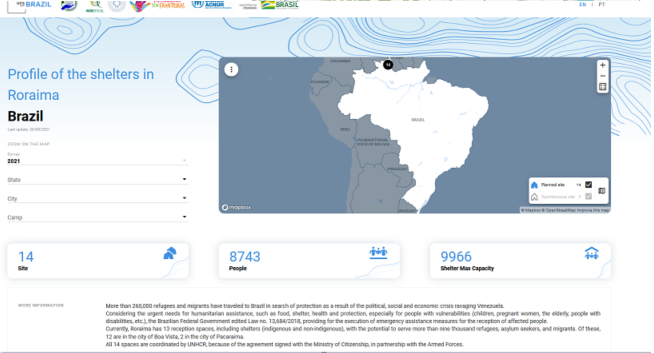 BRAZIL
ACNUR
BRASIL
EN | PT
Profile of the shelters in
Roraima
Brazil
ZOOM ON THE MAP
Survey
2021
State
City
Camp
COLOMBIA
ECUADOR
PERU
BRAZIL
PLURINATIONAL
STATE OF BOLIVIA
PARAGUAY
14
+
−
Planned site 14
Spontaneous site
mapbox
© Mapbox © OpenStreetMap Improve this map
14
Site
8743
People
9966
Shelter Max Capacity
MORE INFORMATION
More than 260,000 refugees and migrants have traveled to Brazil in search of protection as a result of the political, social and economic crisis ravaging Venezuela.
Considering the urgent needs for humanitarian assistance, such as food, shelter, health and protection, especially for people with vulnerabilities (children, pregnant women, the elderly, people with
disabilities, etc.), the Brazilian Federal Government edited Law no. 13,684/2018, providing for the execution of emergency assistance measures for the reception of affected people.
Currently, Roraima has 13 reception spaces, including shelters (indigenous and non-indigenous), with the potential to serve more than nine thousand refugees, asylum seekers, and migrants. Of these,
12 are in the city of Boa Vista, 2 in the city of Pacaraima.
All 14 spaces are coordinated by UNHCR, because of the agreement signed with the Ministry of Citizenship, in partnership with the Armed Forces.